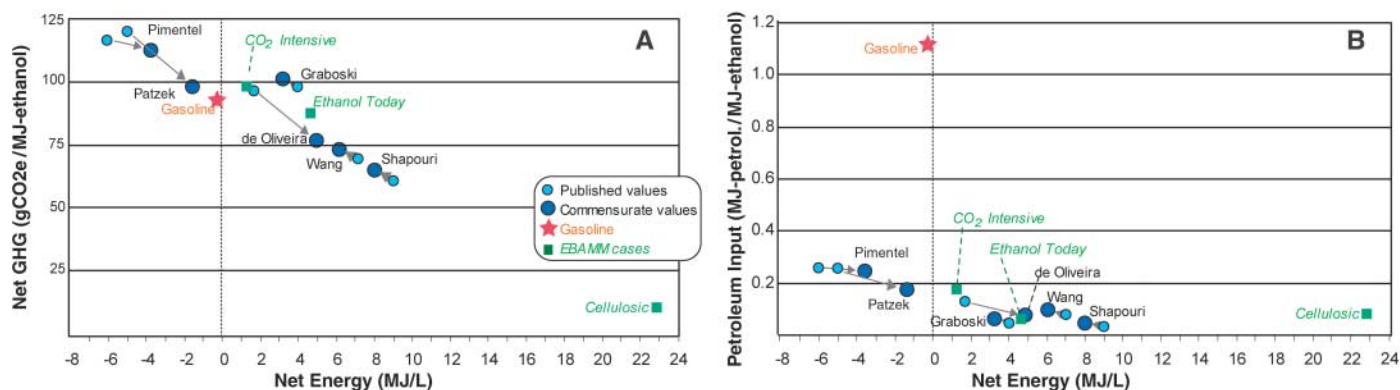 A
Net GHG (gCO2e/MJ-ethanol)
125
100
75
50
25
Pimentel
CO2 Intensive
Graboski
Patzek
Gasoline
Ethanol Today
de Oliveira
Wang
Shapouri
Published values
Commensurate values
Gasoline
EBAMM cases
Cellulosic
-8 -6 -4 -2 0 2 4 6 8 10 12 14 16 18 20 22 24
Net Energy (MJ/L)
B
Petroleum Input (MJ-petrol./MJ-ethanol)
1.2
1.0
0.8
0.6
0.4
0.2
Gasoline
CO2 Intensive
Pimentel
Ethanol Today
de Oliveira
Patzek
Wang
Graboski
Shapouri
Cellulosic
-8 -6 -4 -2 0 2 4 6 8 10 12 14 16 18 20 22 24
Net Energy (MJ/L)